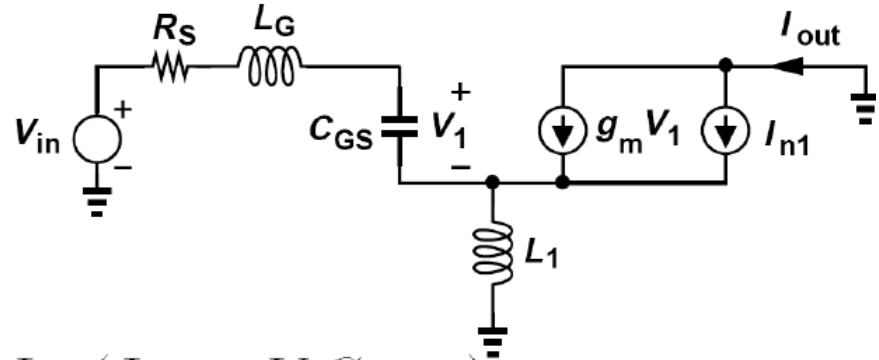 R_S L_G I_out
V_in + − C_GS + V_1 − g_m V_1 I_n1
L_1